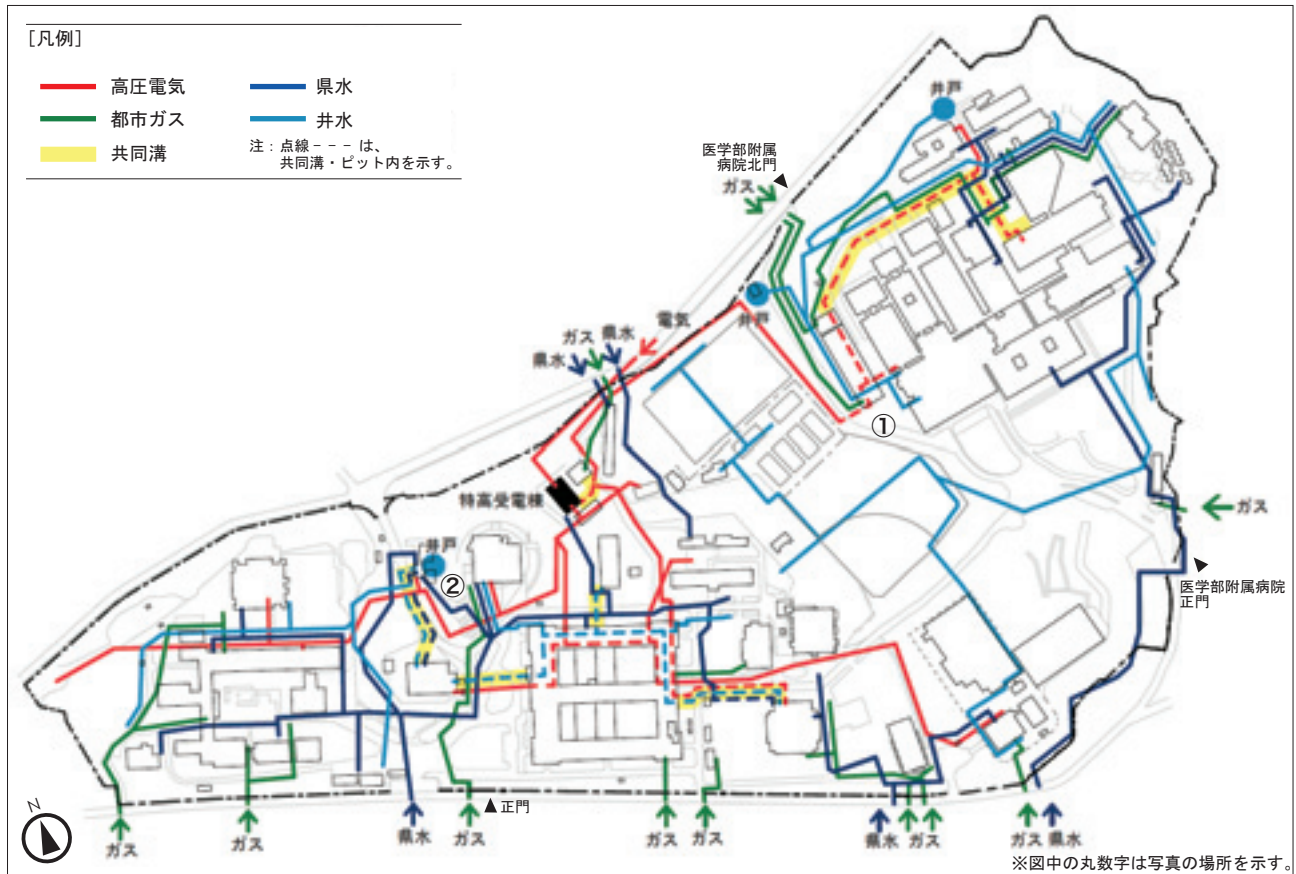 [凡例]
高圧電気
県水
都市ガス
井水
共同溝
注：点線 - - - は、
共同溝・ピット内を示す。
井戸
医学部附属
病院北門
ガス
井戸
電気
ガス
県水
県水
①
特高受電棟
ガス
井戸
②
医学部附属病院
正門
N
正門
ガス
ガス
県水
ガス
ガス
ガス
県水
ガス
ガス
県水
※図中の丸数字は写真の場所を示す。